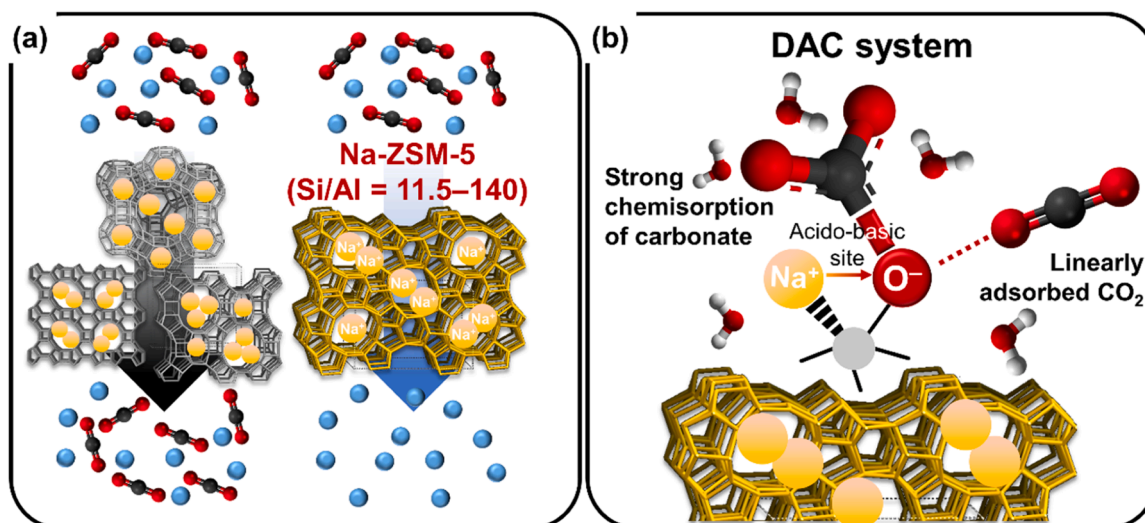 (a)
Na-ZSM-5
(Si/Al = 11.5–140)
Na⁺
Na⁺
Na⁺
Na⁺
Na⁺
Na⁺
Na⁺
Na⁺
Na⁺
(b)
DAC system
Strong
chemisorption
of carbonate
Acido-basic
site
Na⁺
O⁻
Linearly
adsorbed CO₂